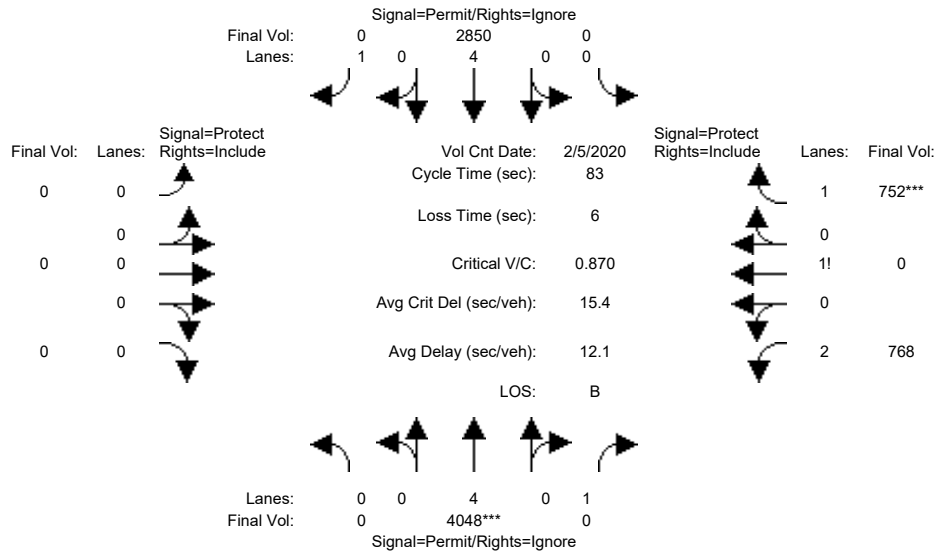 Signal=Permit/Rights=Ignore
Final Vol: 0 2850 0
Lanes: 1 0 4 0 0
Signal=Protect Signal=Protect
Final Vol: Lanes: Rights=Include Vol Cnt Date: 2/5/2020 Rights=Include Lanes: Final Vol:
Cycle Time (sec): 83
0 0 1 752***
Loss Time (sec): 6
0 0
0 0 Critical V/C: 0.870 1! 0
0 Avg Crit Del (sec/veh): 15.4 0
0 0 Avg Delay (sec/veh): 12.1 2 768
LOS: B
Lanes: 0 0 4 0 1
Final Vol: 0 4048*** 0
Signal=Permit/Rights=Ignore